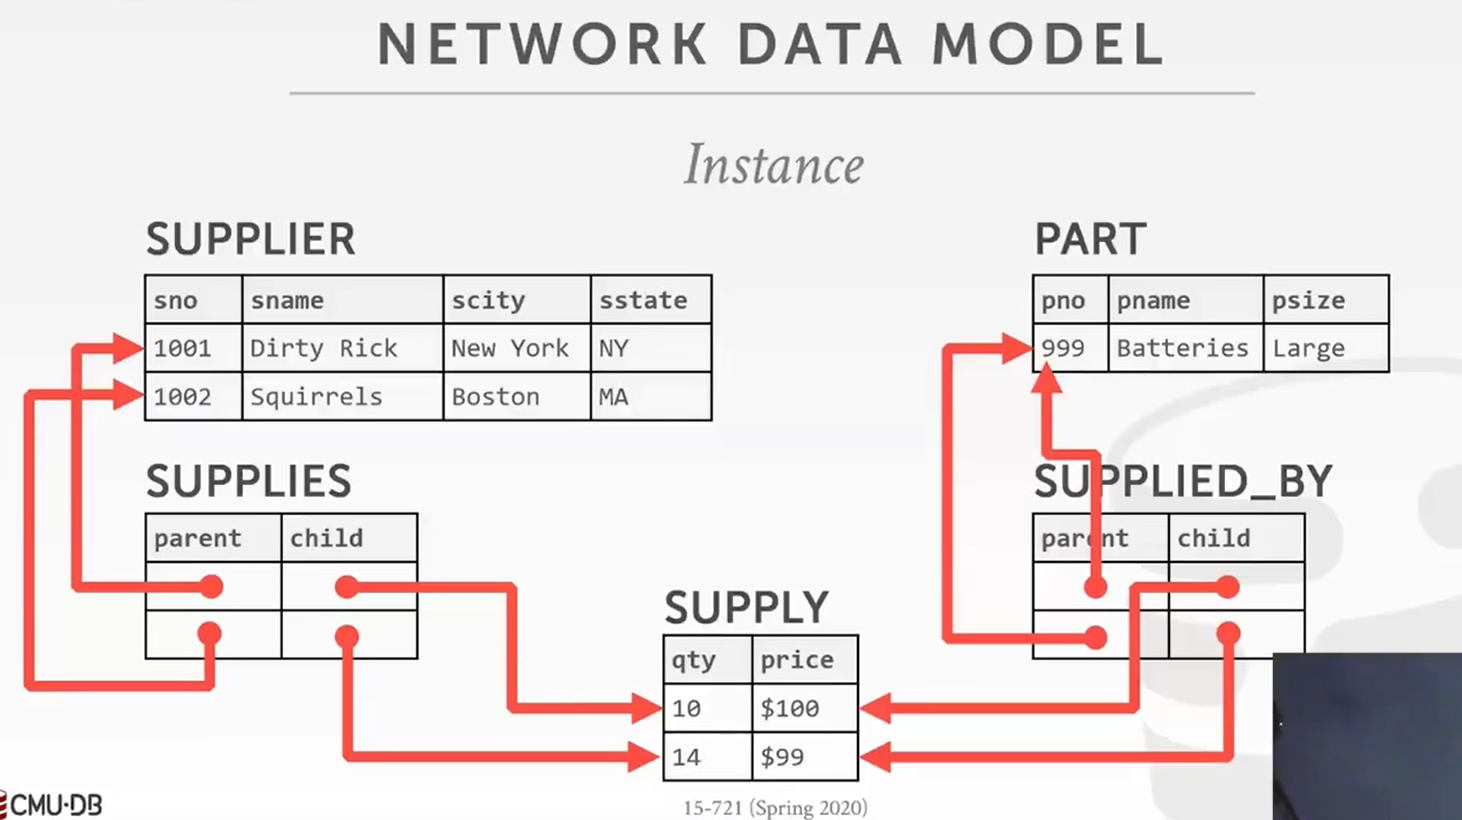 NETWORK DATA MODEL
Instance
SUPPLIER
sno sname scity sstate
1001 Dirty Rick New York NY
1002 Squirrels Boston MA
PART
pno pname psize
999 Batteries Large
SUPPLIES
parent child
SUPPLIED_BY
parent child
SUPPLY
qty price
10 $100
14 $99
CMU·DB
15-721 (Spring 2020)